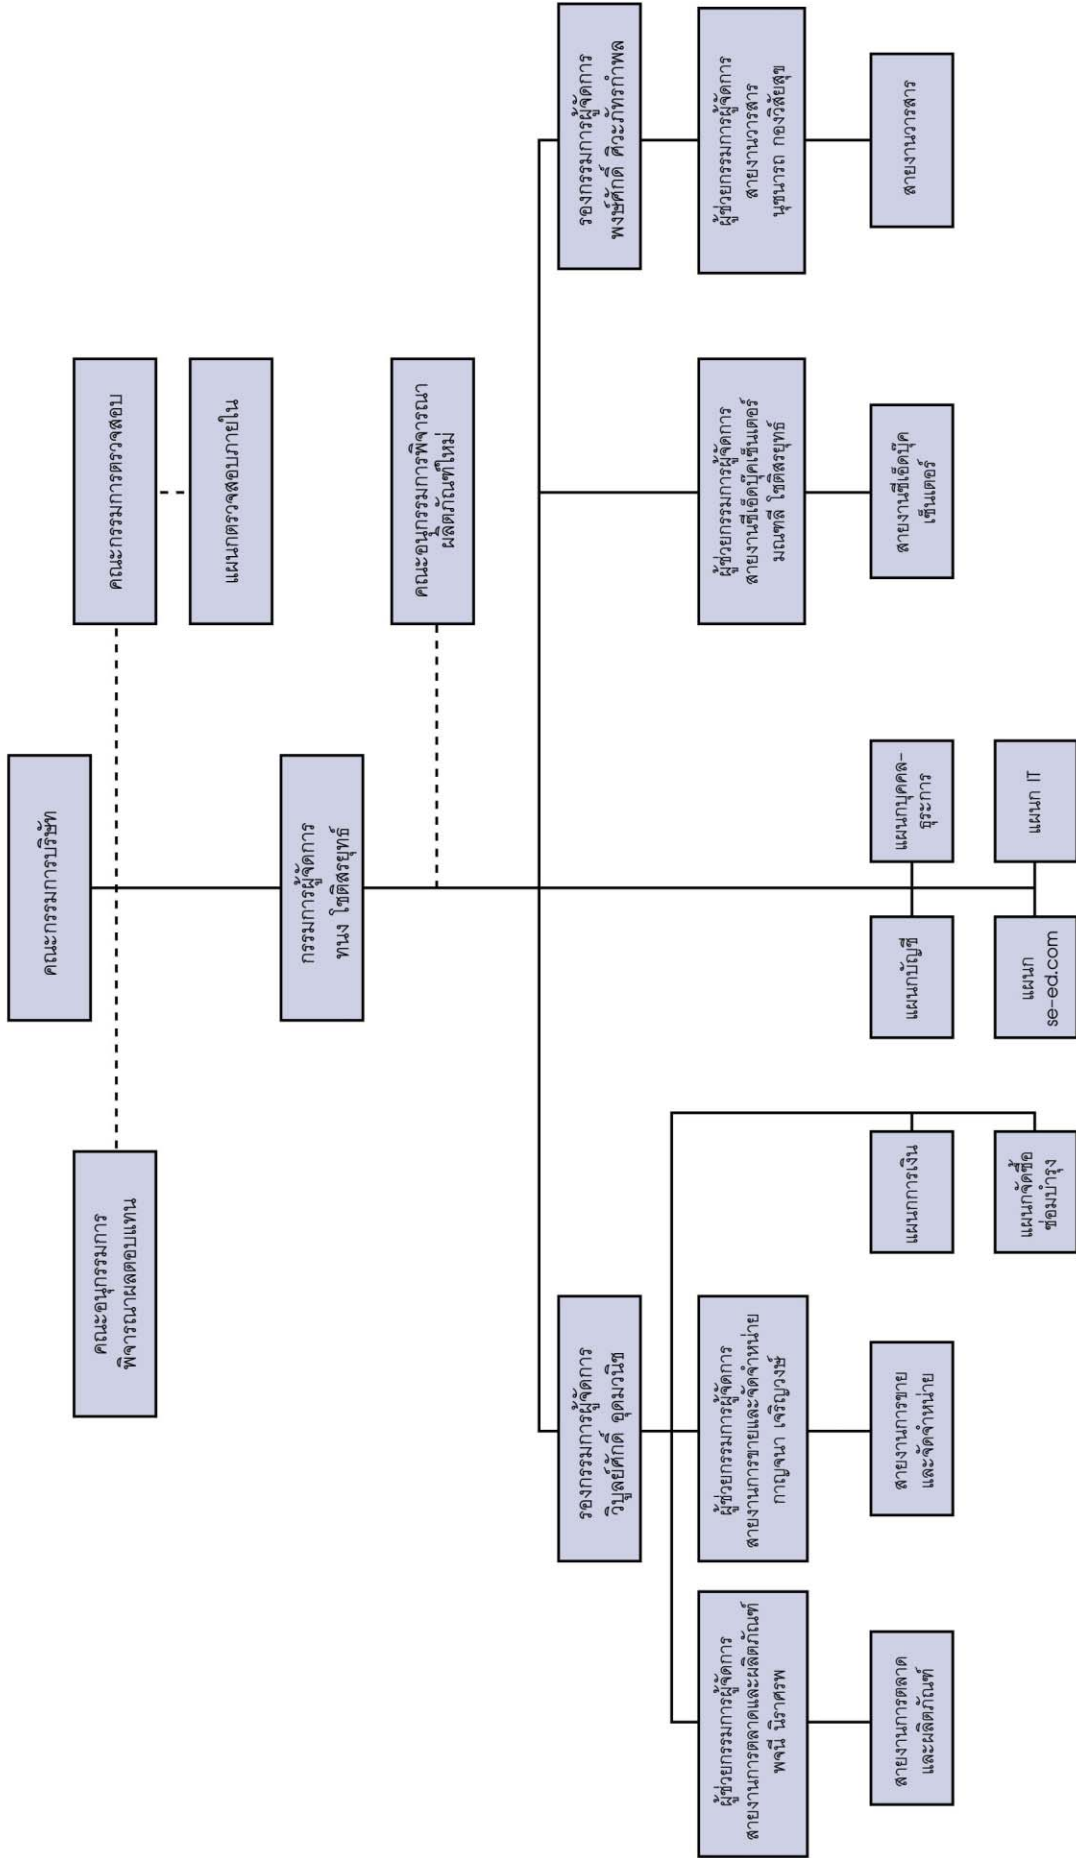 คณะกรรมการบริษัท
คณะอนุกรรมการ
พิจารณาผลตอบแทน
คณะกรรมการตรวจสอบ
แผนกตรวจสอบภายใน
กรรมการผู้จัดการ
ทนง โชติสรยุทธ์
คณะอนุกรรมการพิจารณา
ผลิตภัณฑ์ใหม่
รองกรรมการผู้จัดการ
วิบูลย์ศักดิ์ อุดมวนิช
รองกรรมการผู้จัดการ
พงษ์ศักดิ์ ศิวะภัทรกำพล
ผู้ช่วยกรรมการผู้จัดการ
สายงานการตลาดและผลิตภัณฑ์
พจนี นิราศรพ
ผู้ช่วยกรรมการผู้จัดการ
สายงานการขายและจัดจำหน่าย
กาญจนา เจริญวงษ์
ผู้ช่วยกรรมการผู้จัดการ
สายงานซีเอ็ดบุ๊คเซ็นเตอร์
มณฑลี โชติสรยุทธ์
ผู้ช่วยกรรมการผู้จัดการ
สายงานวารสาร
นุชนารถ กองวิสัยสุข
สายงานการตลาด
และผลิตภัณฑ์
สายงานการขาย
และจัดจำหน่าย
แผนกการเงิน
แผนกบัญชี
แผนกบุคคล-
ธุระการ
สายงานซีเอ็ดบุ๊ค
เซ็นเตอร์
สายงานวารสาร
แผนกจัดซื้อ
ซ่อมบำรุง
แผนก
se-ed.com
แผนก IT